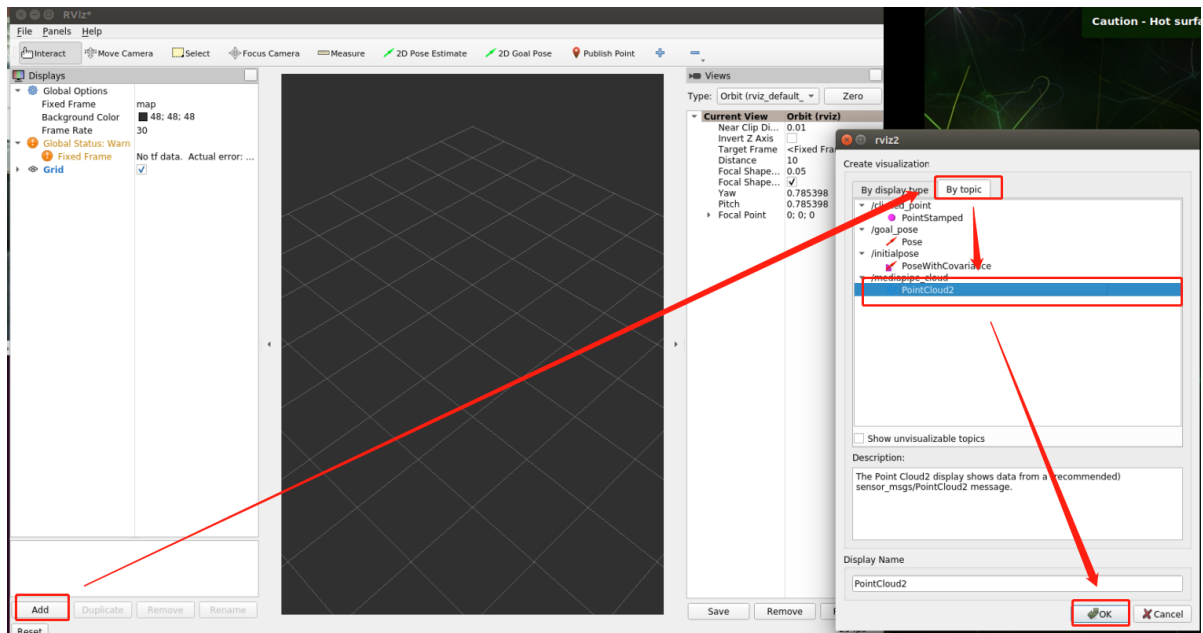 RViz*
Caution - Hot surfa
File Panels Help
Interact Move Camera Select Focus Camera Measure 2D Pose Estimate 2D Goal Pose Publish Point
Displays
Global Options
Fixed Frame map
Background Color 48; 48; 48
Frame Rate 30
Global Status: Warn
Fixed Frame No tf data. Actual error: ...
Grid
Add Duplicate Remove Rename
Reset
Views
Type: Orbit (rviz_default_ Zero
Current View Orbit (rviz)
Near Clip Di... 0.01
Invert Z Axis
Target Frame <Fixed Fra
Distance 10
Focal Shape... 0.05
Focal Shape...
Yaw 0.785398
Pitch 0.785398
Focal Point 0; 0; 0
Save Remove
rviz2
Create visualization
By display type By topic
/clicked_point
PointStamped
/goal_pose
Pose
/initialpose
PoseWithCovariance
/mediapipe_cloud
PointCloud2
Show unvisualizable topics
Description:
The Point Cloud2 display shows data from a (recommended)
sensor_msgs/PointCloud2 message.
Display Name
PointCloud2
OK Cancel